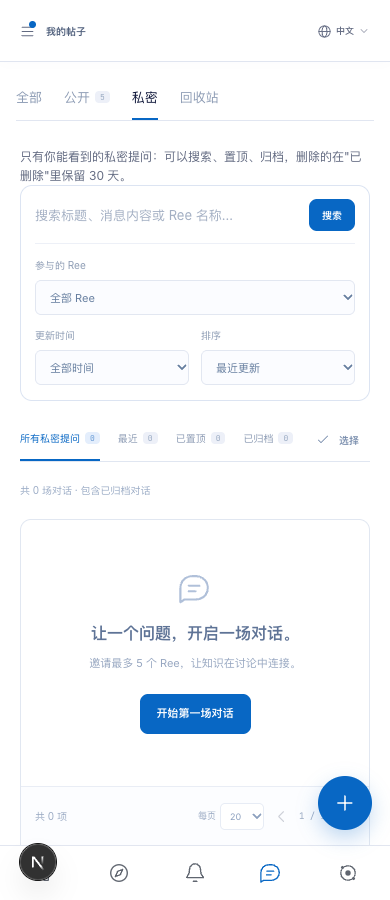 我的帖子
中文
全部
公开 5
私密
回收站
只有你能看到的私密提问：可以搜索、置顶、归档，删除的在"已
删除"里保留 30 天。
搜索标题、消息内容或 Ree 名称...
搜索
参与的 Ree
全部 Ree
更新时间
排序
全部时间
最近更新
所有私密提问 0
最近 0
已置顶 0
已归档 0
选择
共 0 场对话 · 包含已归档对话
让一个问题，开启一场对话。
邀请最多 5 个 Ree，让知识在讨论中连接。
开始第一场对话
共 0 项
每页 20
1 /
N